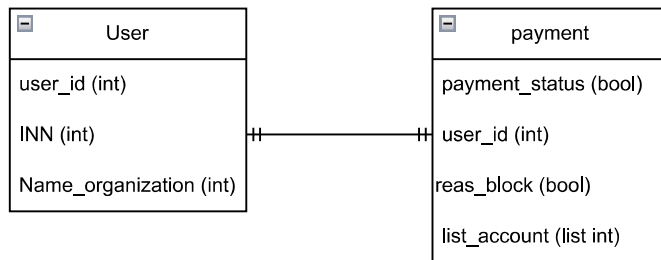 User
user_id (int)
INN (int)
Name_organization (int)
payment
payment_status (bool)
user_id (int)
reas_block (bool)
list_account (list int)